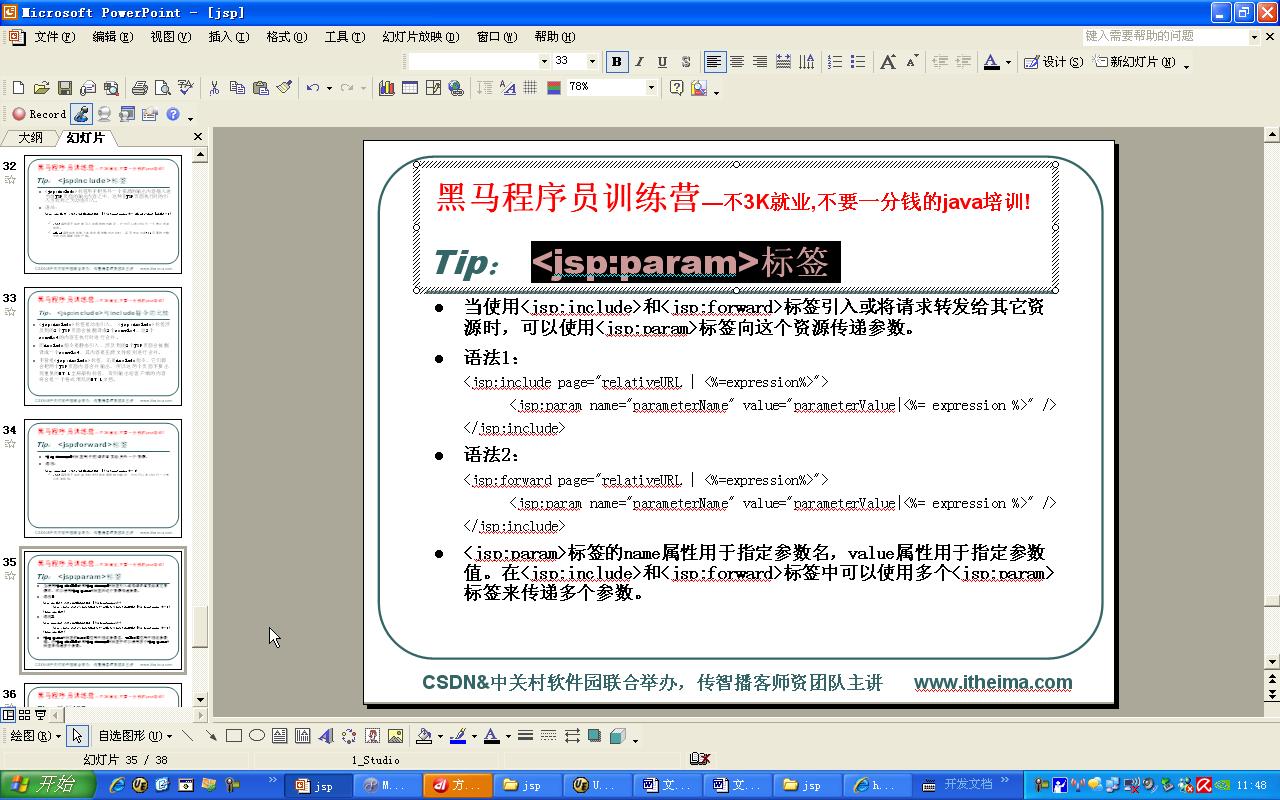 Microsoft PowerPoint - [jsp]
文件(F) 编辑(E) 视图(V) 插入(I) 格式(O) 工具(T) 幻灯片放映(D) 窗口(W) 帮助(H) 键入需要帮助的问题
33 B I U S A A A 设计(S) 新幻灯片(N)
78%
Record
大纲 幻灯片
32
33
34
35
36
黑马程序员训练营—不3K就业,不要一分钱的java培训!
Tip: <jsp:param>标签
● 当使用<jsp:include>和<jsp:forward>标签引入或将请求转发给其它资
源时，可以使用<jsp:param>标签向这个资源传递参数。
● 语法1：
<jsp:include page="relativeURL | <%=expression%>">
<jsp:param name="parameterName" value="parameterValue|<%= expression %>" />
</jsp:include>
● 语法2：
<jsp:forward page="relativeURL | <%=expression%>">
<jsp:param name="parameterName" value="parameterValue|<%= expression %>" />
</jsp:include>
● <jsp:param>标签的name属性用于指定参数名，value属性用于指定参数
值。在<jsp:include>和<jsp:forward>标签中可以使用多个<jsp:param>
标签来传递多个参数。
CSDN&中关村软件园联合举办，传智播客师资团队主讲 www.itheima.com
绘图(R) 自选图形(U)
幻灯片 35 / 38 1_Studio
开始 jsp M... 方... jsp U... 文... 文... jsp h... 开发文档 11:48